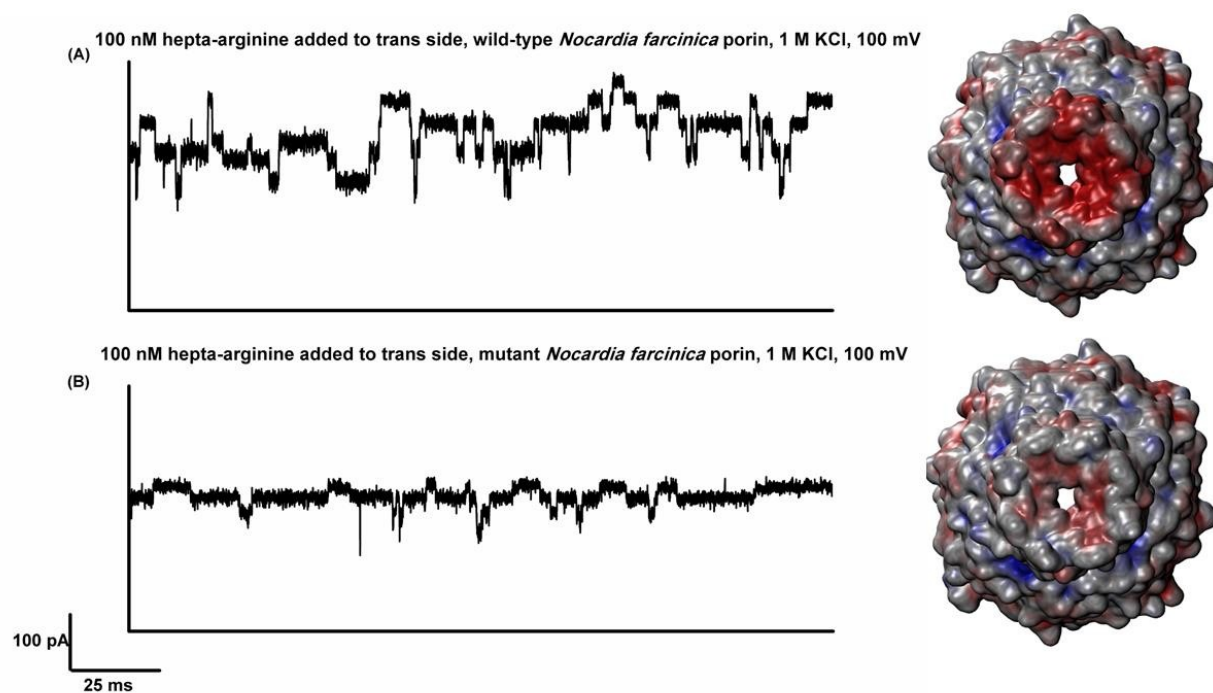 100 nM hepta-arginine added to trans side, wild-type Nocardia farcinica porin, 1 M KCl, 100 mV
(A)
100 nM hepta-arginine added to trans side, mutant Nocardia farcinica porin, 1 M KCl, 100 mV
(B)
100 pA
25 ms